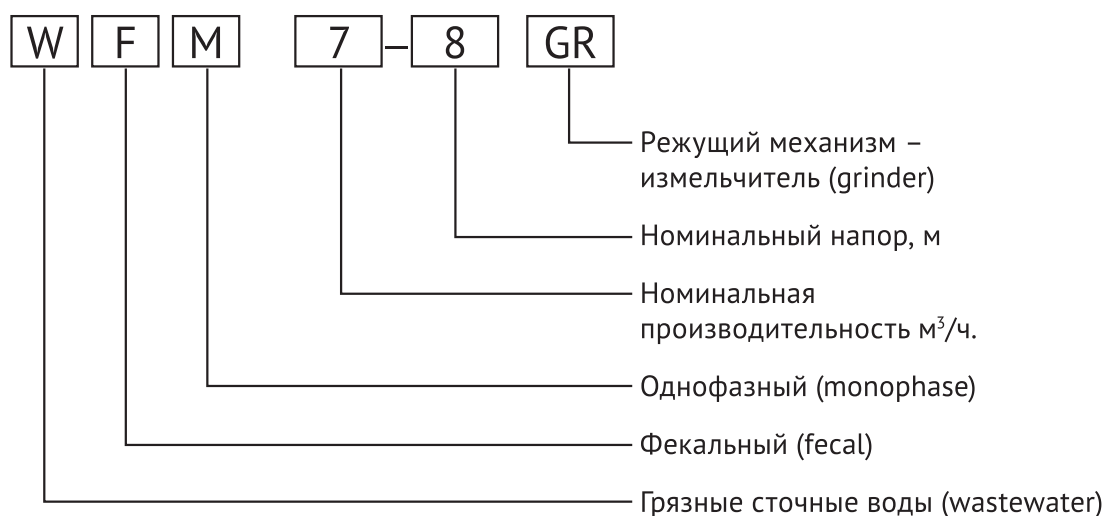 W F M 7 – 8 GR
Режущий механизм –
измельчитель (grinder)
Номинальный напор, м
Номинальная
производительность м³/ч.
Однофазный (monophase)
Фекальный (fecal)
Грязные сточные воды (wastewater)